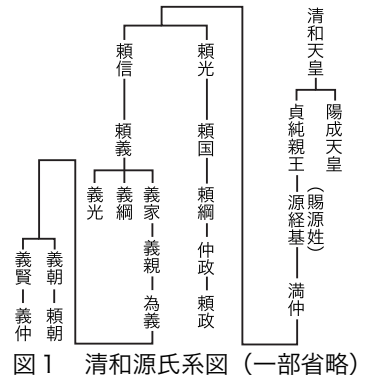 清和天皇
陽成天皇
貞純親王
源経基
（賜源姓）
満仲
頼光
頼国
頼綱
仲政
頼政
頼信
頼義
義家
義綱
義光
義親
為義
義朝
頼朝
義賢
義仲
図1　清和源氏系図（一部省略）